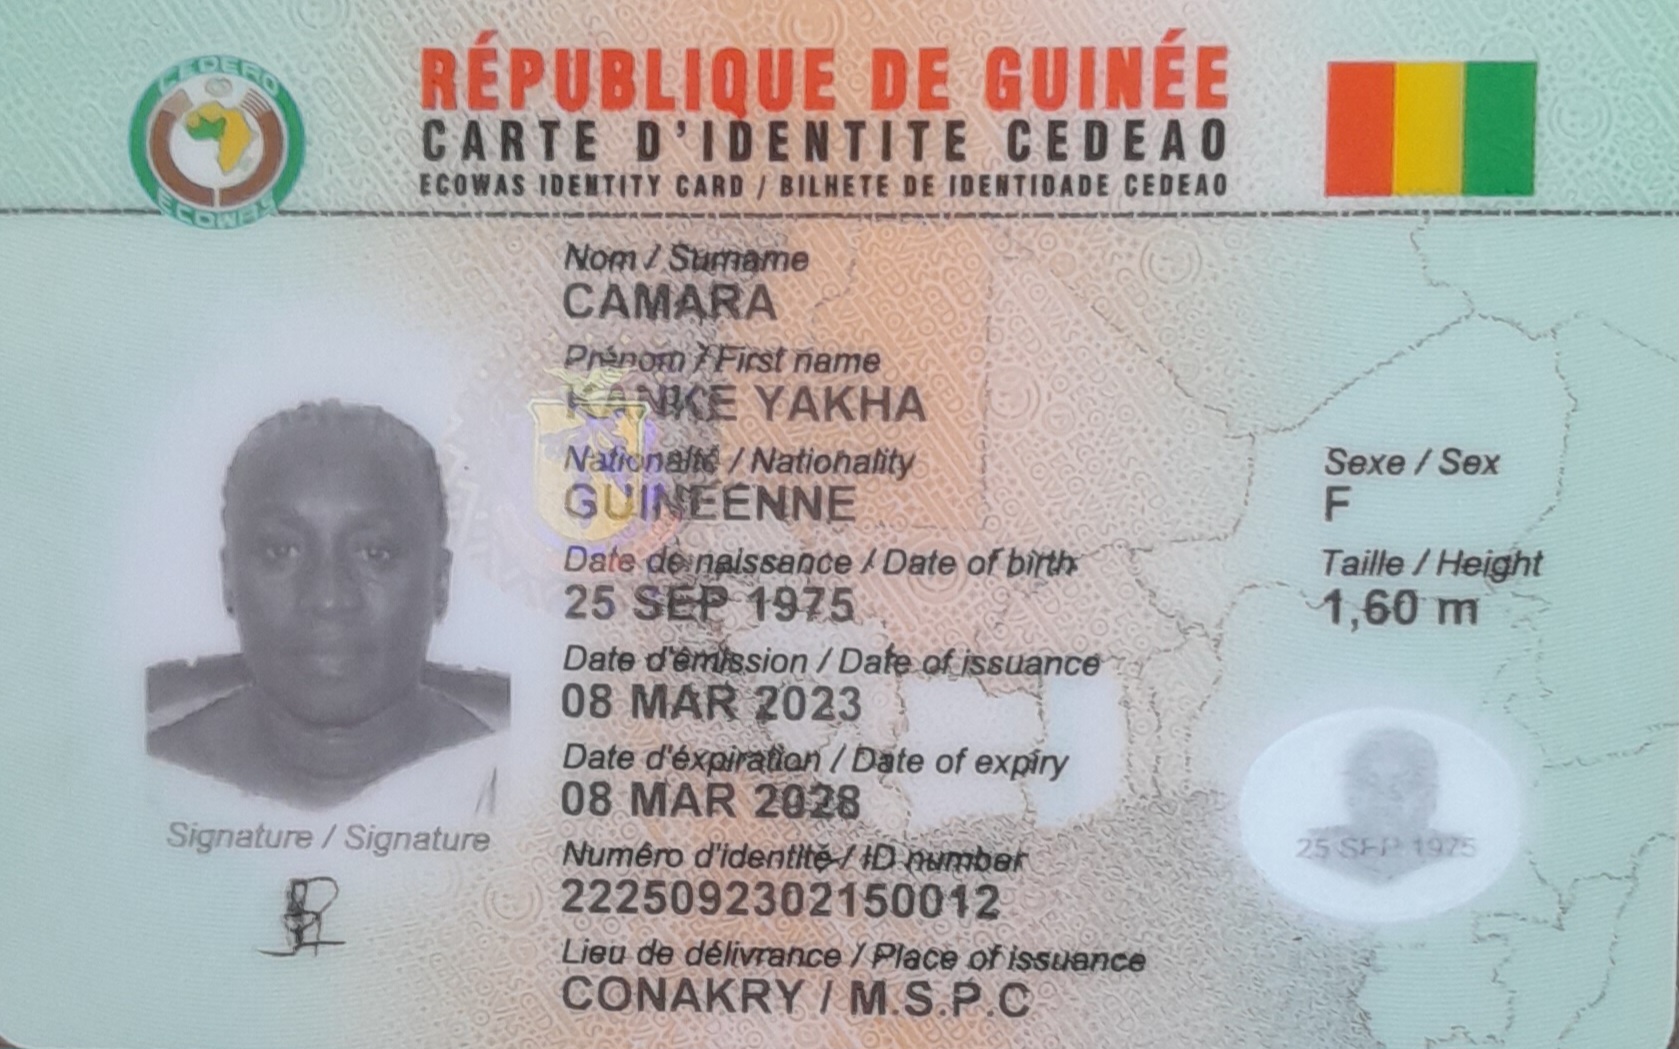 CEDEAO
ECOWAS
RÉPUBLIQUE DE GUINÉE
CARTE D'IDENTITE CEDEAO
ECOWAS IDENTITY CARD / BILHETE DE IDENTIDADE CEDEAO
Nom / Surname
CAMARA
Prénom / First name
KANKE YAKHA
Nationalité / Nationality
GUINEENNE
Sexe / Sex
F
Date de naissance / Date of birth
25 SEP 1975
Taille / Height
1,60 m
Date d'émission / Date of issuance
08 MAR 2023
Date d'éxpiration / Date of expiry
08 MAR 2028
Signature / Signature
Numéro d'identité / ID number
2225092302150012
25 SEP 1975
Lieu de délivrance / Place of issuance
CONAKRY / M.S.P.C